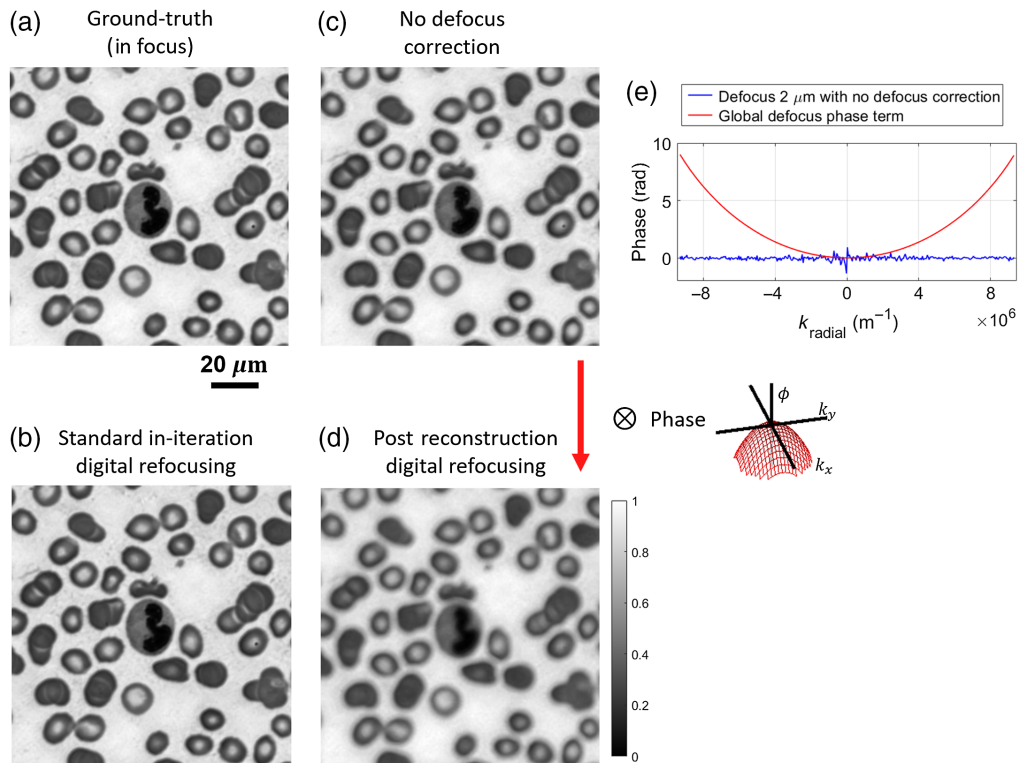 (a)
Ground-truth
(in focus)
(c)
No defocus
correction
20 μm
(b)
Standard in-iteration
digital refocusing
(d)
Post reconstruction
digital refocusing
⊗ Phase
ϕ
k_y
k_x
1
0.8
0.6
0.4
0.2
0
(e)
Defocus 2 μm with no defocus correction
Global defocus phase term
Phase (rad)
10
5
0
−8 −4 0 4 8
×10⁶
k_radial (m⁻¹)